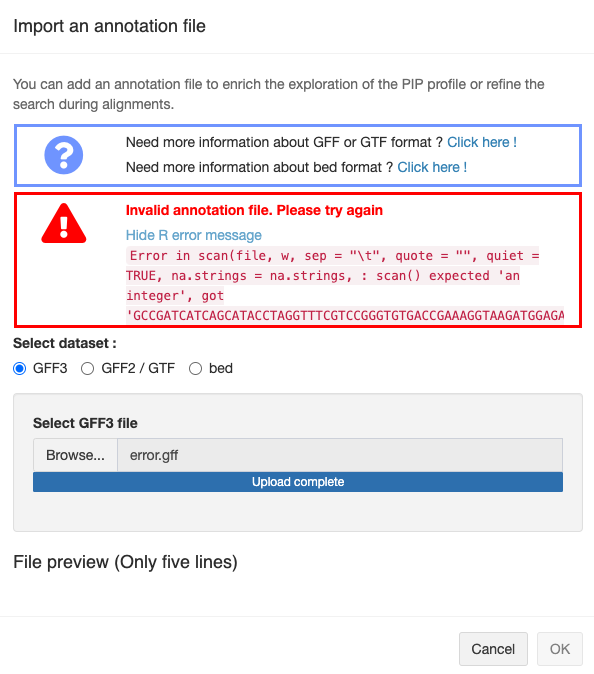 Import an annotation file
You can add an annotation file to enrich the exploration of the PIP profile or refine the
search during alignments.
Need more information about GFF or GTF format ? Click here !
Need more information about bed format ? Click here !
Invalid annotation file. Please try again
Hide R error message
Error in scan(file, w, sep = "\t", quote = "", quiet =
TRUE, na.strings = na.strings, : scan() expected 'an
integer', got
'GCCGATCATCAGCATACCTAGGTTTCGTCCGGGTGTGACCGAAAGGTAAGATGGAGA
Select dataset :
GFF3 GFF2 / GTF bed
Select GFF3 file
Browse... error.gff
Upload complete
File preview (Only five lines)
Cancel OK